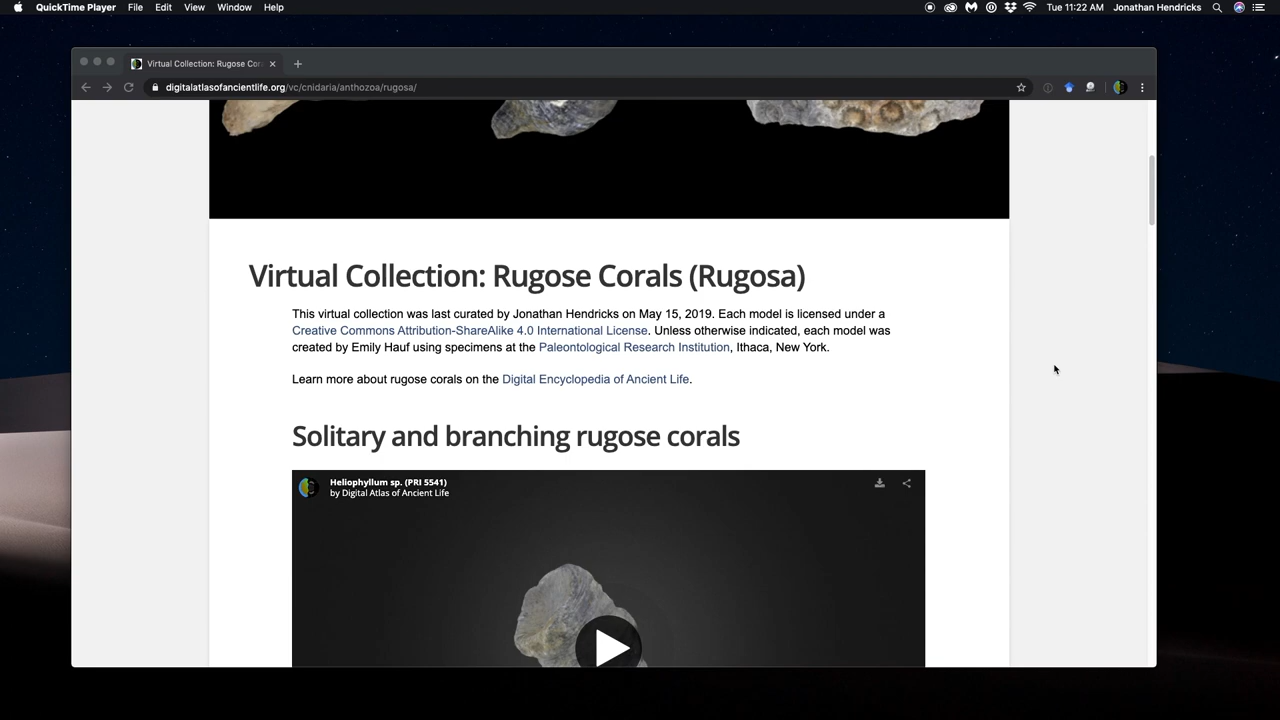 QuickTime Player File Edit View Window Help Tue 11:22 AM Jonathan Hendricks
Virtual Collection: Rugose Cor
digitalatlasofancientlife.org/vc/cnidaria/anthozoa/rugosa/
Virtual Collection: Rugose Corals (Rugosa)
This virtual collection was last curated by Jonathan Hendricks on May 15, 2019. Each model is licensed under a
Creative Commons Attribution-ShareAlike 4.0 International License. Unless otherwise indicated, each model was
created by Emily Hauf using specimens at the Paleontological Research Institution, Ithaca, New York.
Learn more about rugose corals on the Digital Encyclopedia of Ancient Life.
Solitary and branching rugose corals
Heliophyllum sp. (PRI 5541)
by Digital Atlas of Ancient Life